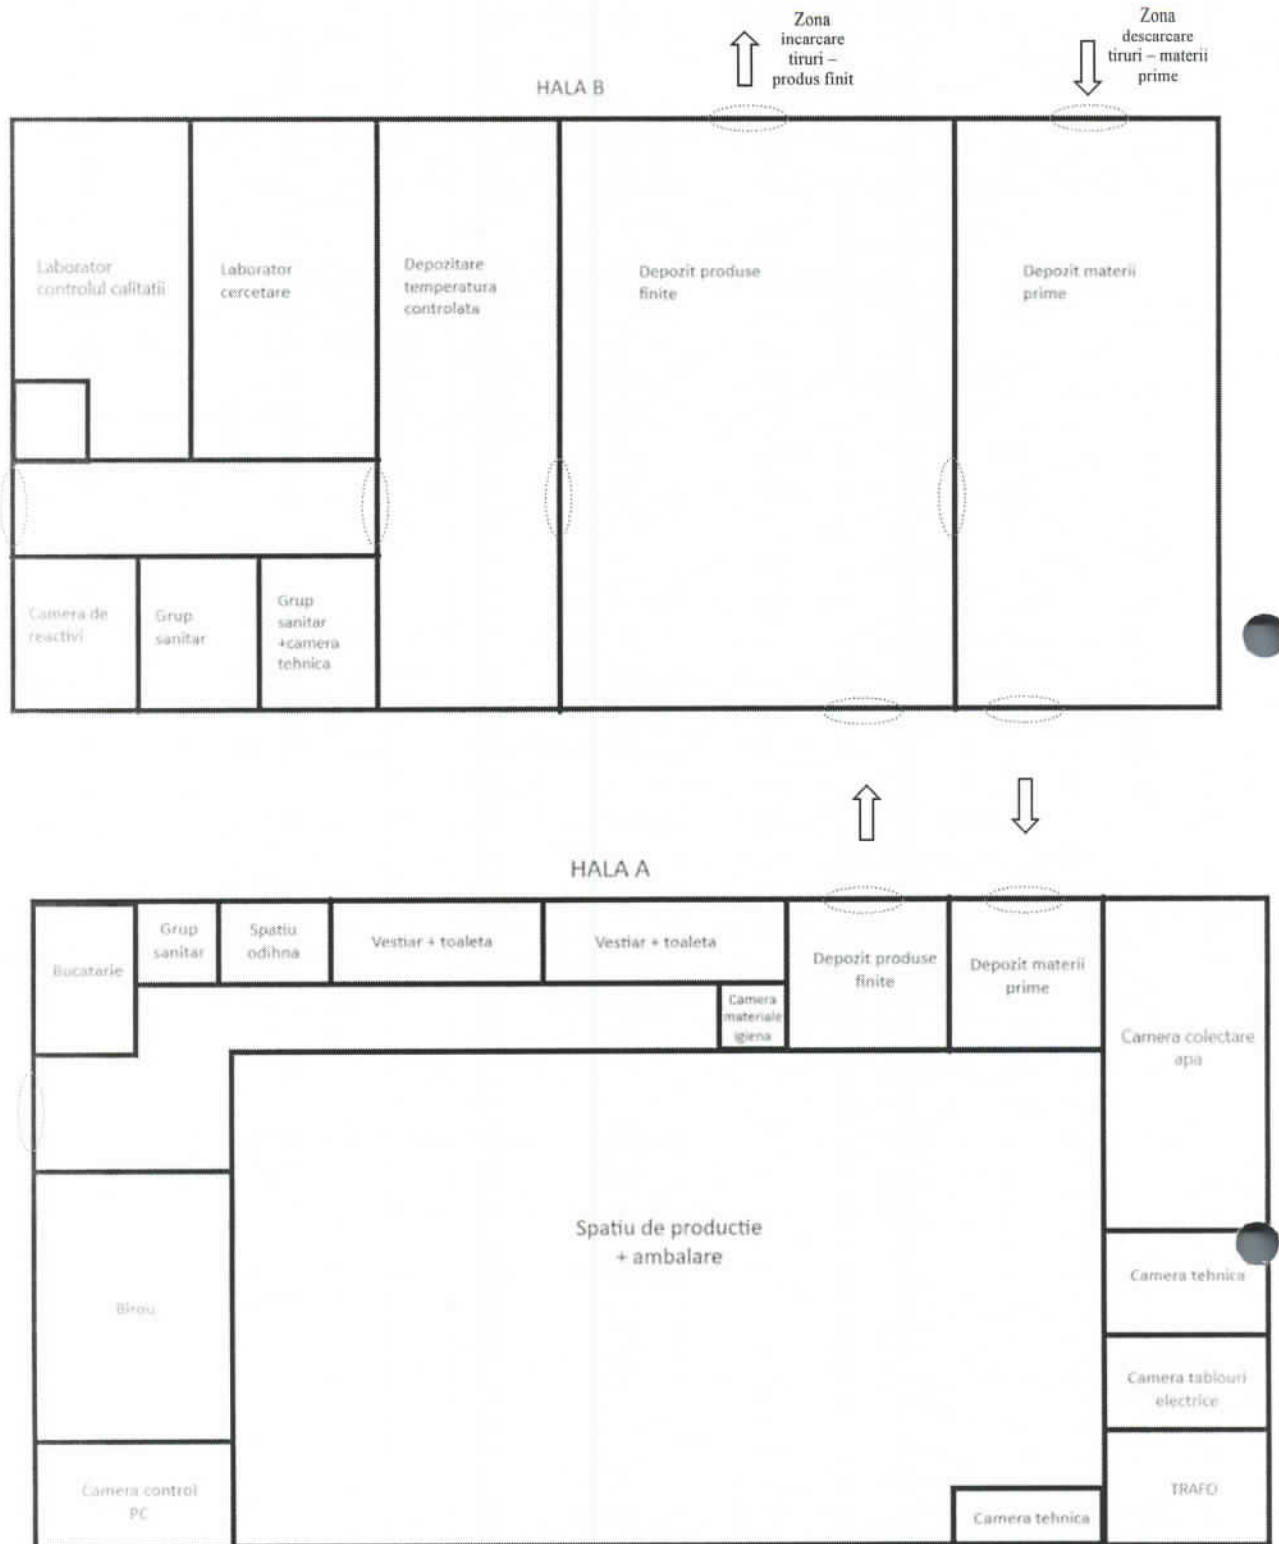 Zona
incarcare
tiruri –
produs finit
Zona
descarcare
tiruri – materii
prime
HALA B
Laborator
controlul calitatii
Laborator
cercetare
Depozitare
temperatura
controlata
Depozit produse
finite
Depozit materii
prime
Camera de
reactivi
Grup
sanitar
Grup
sanitar
+camera
tehnica
HALA A
Bucatarie
Grup
sanitar
Spatiu
odihna
Vestiar + toaleta
Vestiar + toaleta
Camera
materiale
igiena
Depozit produse
finite
Depozit materii
prime
Camera colectare
apa
Spatiu de productie
+ ambalare
Birou
Camera tehnica
Camera tablouri
electrice
Camera control
PC
Camera tehnica
TRAFO